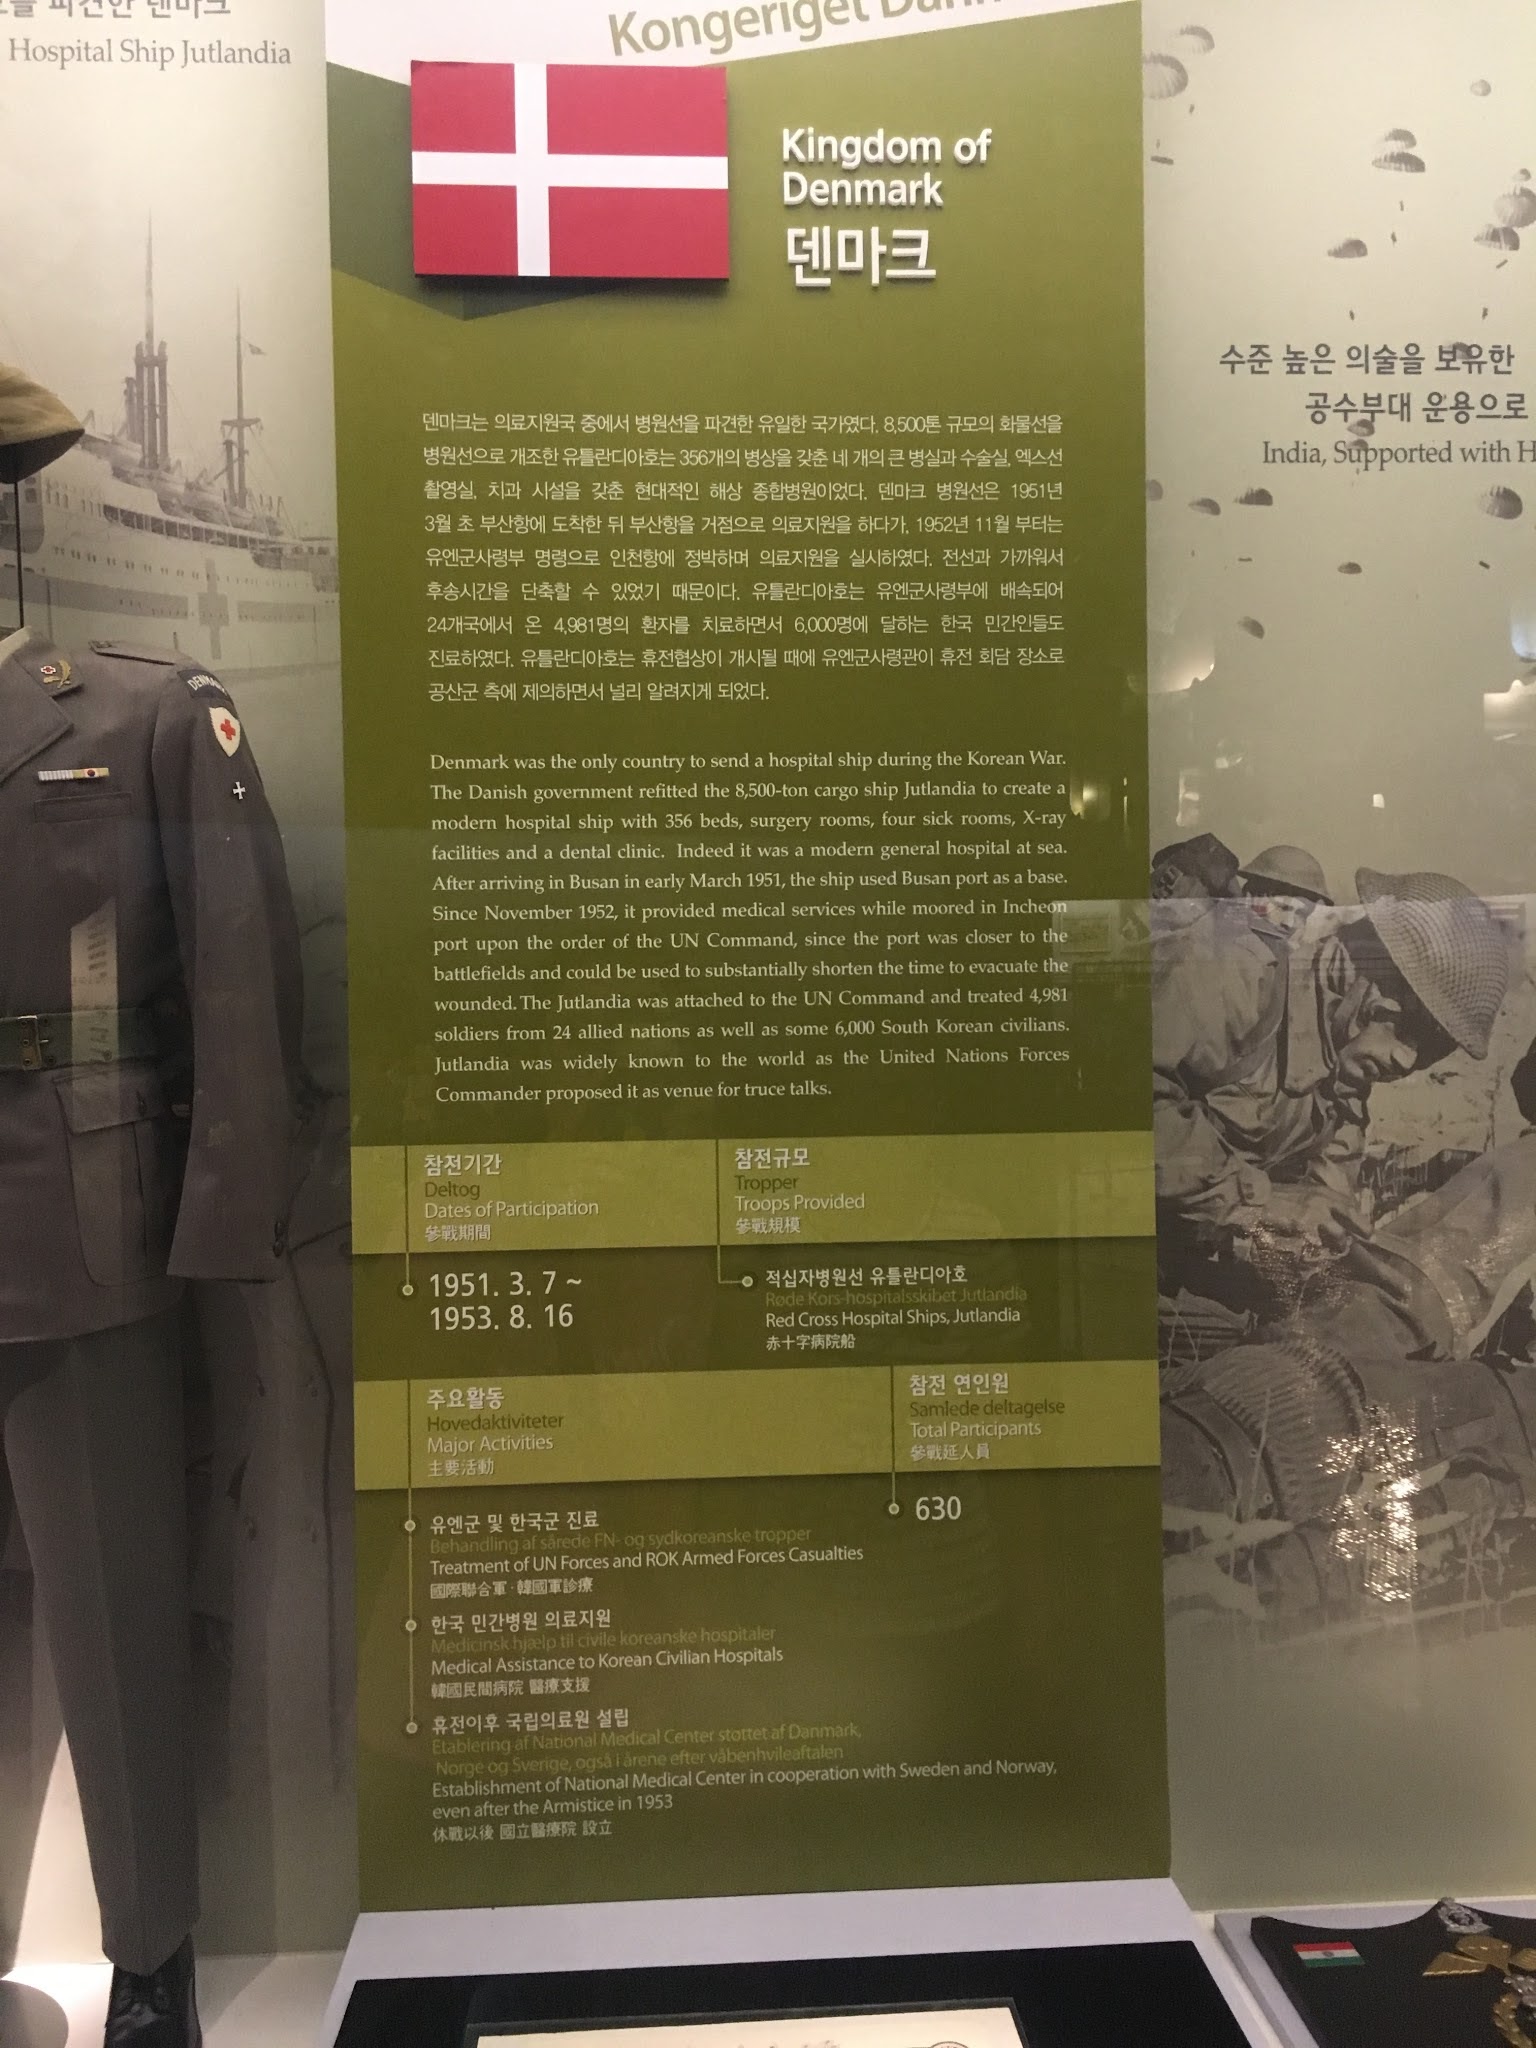 파견한 덴마크
Hospital Ship Jutlandia
Kongeriget
Kingdom of
Denmark
덴마크
덴마크는 의료지원국 중에서 병원선을 파견한 유일한 국가였다. 8,500톤 규모의 화물선을
병원선으로 개조한 유틀란디아호는 356개의 병상을 갖춘 네 개의 큰 병실과 수술실, 엑스선
촬영실, 치과 시설을 갖춘 현대적인 해상 종합병원이었다. 덴마크 병원선은 1951년
3월 초 부산항에 도착한 뒤 부산항을 거점으로 의료지원을 하다가, 1952년 11월 부터는
유엔군사령부 명령으로 인천항에 정박하며 의료지원을 실시하였다. 전선과 가까워서
후송시간을 단축할 수 있었기 때문이다. 유틀란디아호는 유엔군사령부에 배속되어
24개국에서 온 4,981명의 환자를 치료하면서 6,000명에 달하는 한국 민간인들도
진료하였다. 유틀란디아호는 휴전협상이 개시될 때에 유엔군사령관이 휴전 회담 장소로
공산군 측에 제의하면서 널리 알려지게 되었다.
Denmark was the only country to send a hospital ship during the Korean War.
The Danish government refitted the 8,500-ton cargo ship Jutlandia to create a
modern hospital ship with 356 beds, surgery rooms, four sick rooms, X-ray
facilities and a dental clinic. Indeed it was a modern general hospital at sea.
After arriving in Busan in early March 1951, the ship used Busan port as a base.
Since November 1952, it provided medical services while moored in Incheon
port upon the order of the UN Command, since the port was closer to the
battlefields and could be used to substantially shorten the time to evacuate the
wounded. The Jutlandia was attached to the UN Command and treated 4,981
soldiers from 24 allied nations as well as some 6,000 South Korean civilians.
Jutlandia was widely known to the world as the United Nations Forces
Commander proposed it as venue for truce talks.
참전기간
Deltog
Dates of Participation
參戰期間
1951. 3. 7 ~
1953. 8. 16
참전규모
Tropper
Troops Provided
參戰規模
적십자병원선 유틀란디아호
Røde Kors-hospitalsskibet Jutlandia
Red Cross Hospital Ships, Jutlandia
赤十字病院船
주요활동
Hovedaktiviteter
Major Activities
主要活動
유엔군 및 한국군 진료
Behandling af sårede FN- og sydkoreanske tropper
Treatment of UN Forces and ROK Armed Forces Casualties
國際聯合軍·韓國軍診療
한국 민간병원 의료지원
Medicinsk hjælp til civile koreanske hospitaler
Medical Assistance to Korean Civilian Hospitals
韓國民間病院 醫療支援
휴전이후 국립의료원 설립
Etablering af National Medical Center støttet af Danmark,
Norge og Sverige, også i årene efter våbenhvileaftalen
Establishment of National Medical Center in cooperation with Sweden and Norway,
even after the Armistice in 1953
休戰以後 國立醫療院 設立
참전 연인원
Samlede deltagelse
Total Participants
參戰延人員
630
수준 높은 의술을 보유한
공수부대 운용으로
India, Supported with H
DENMARK